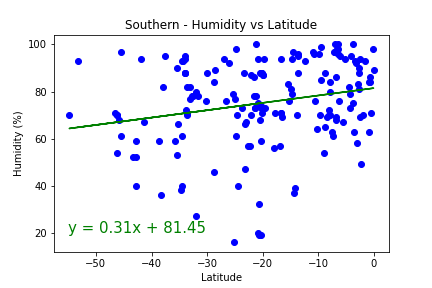 Southern - Humidity vs Latitude
100
80
60
40
20
Humidity (%)
y = 0.31x + 81.45
−50
−40
−30
−20
−10
0
Latitude